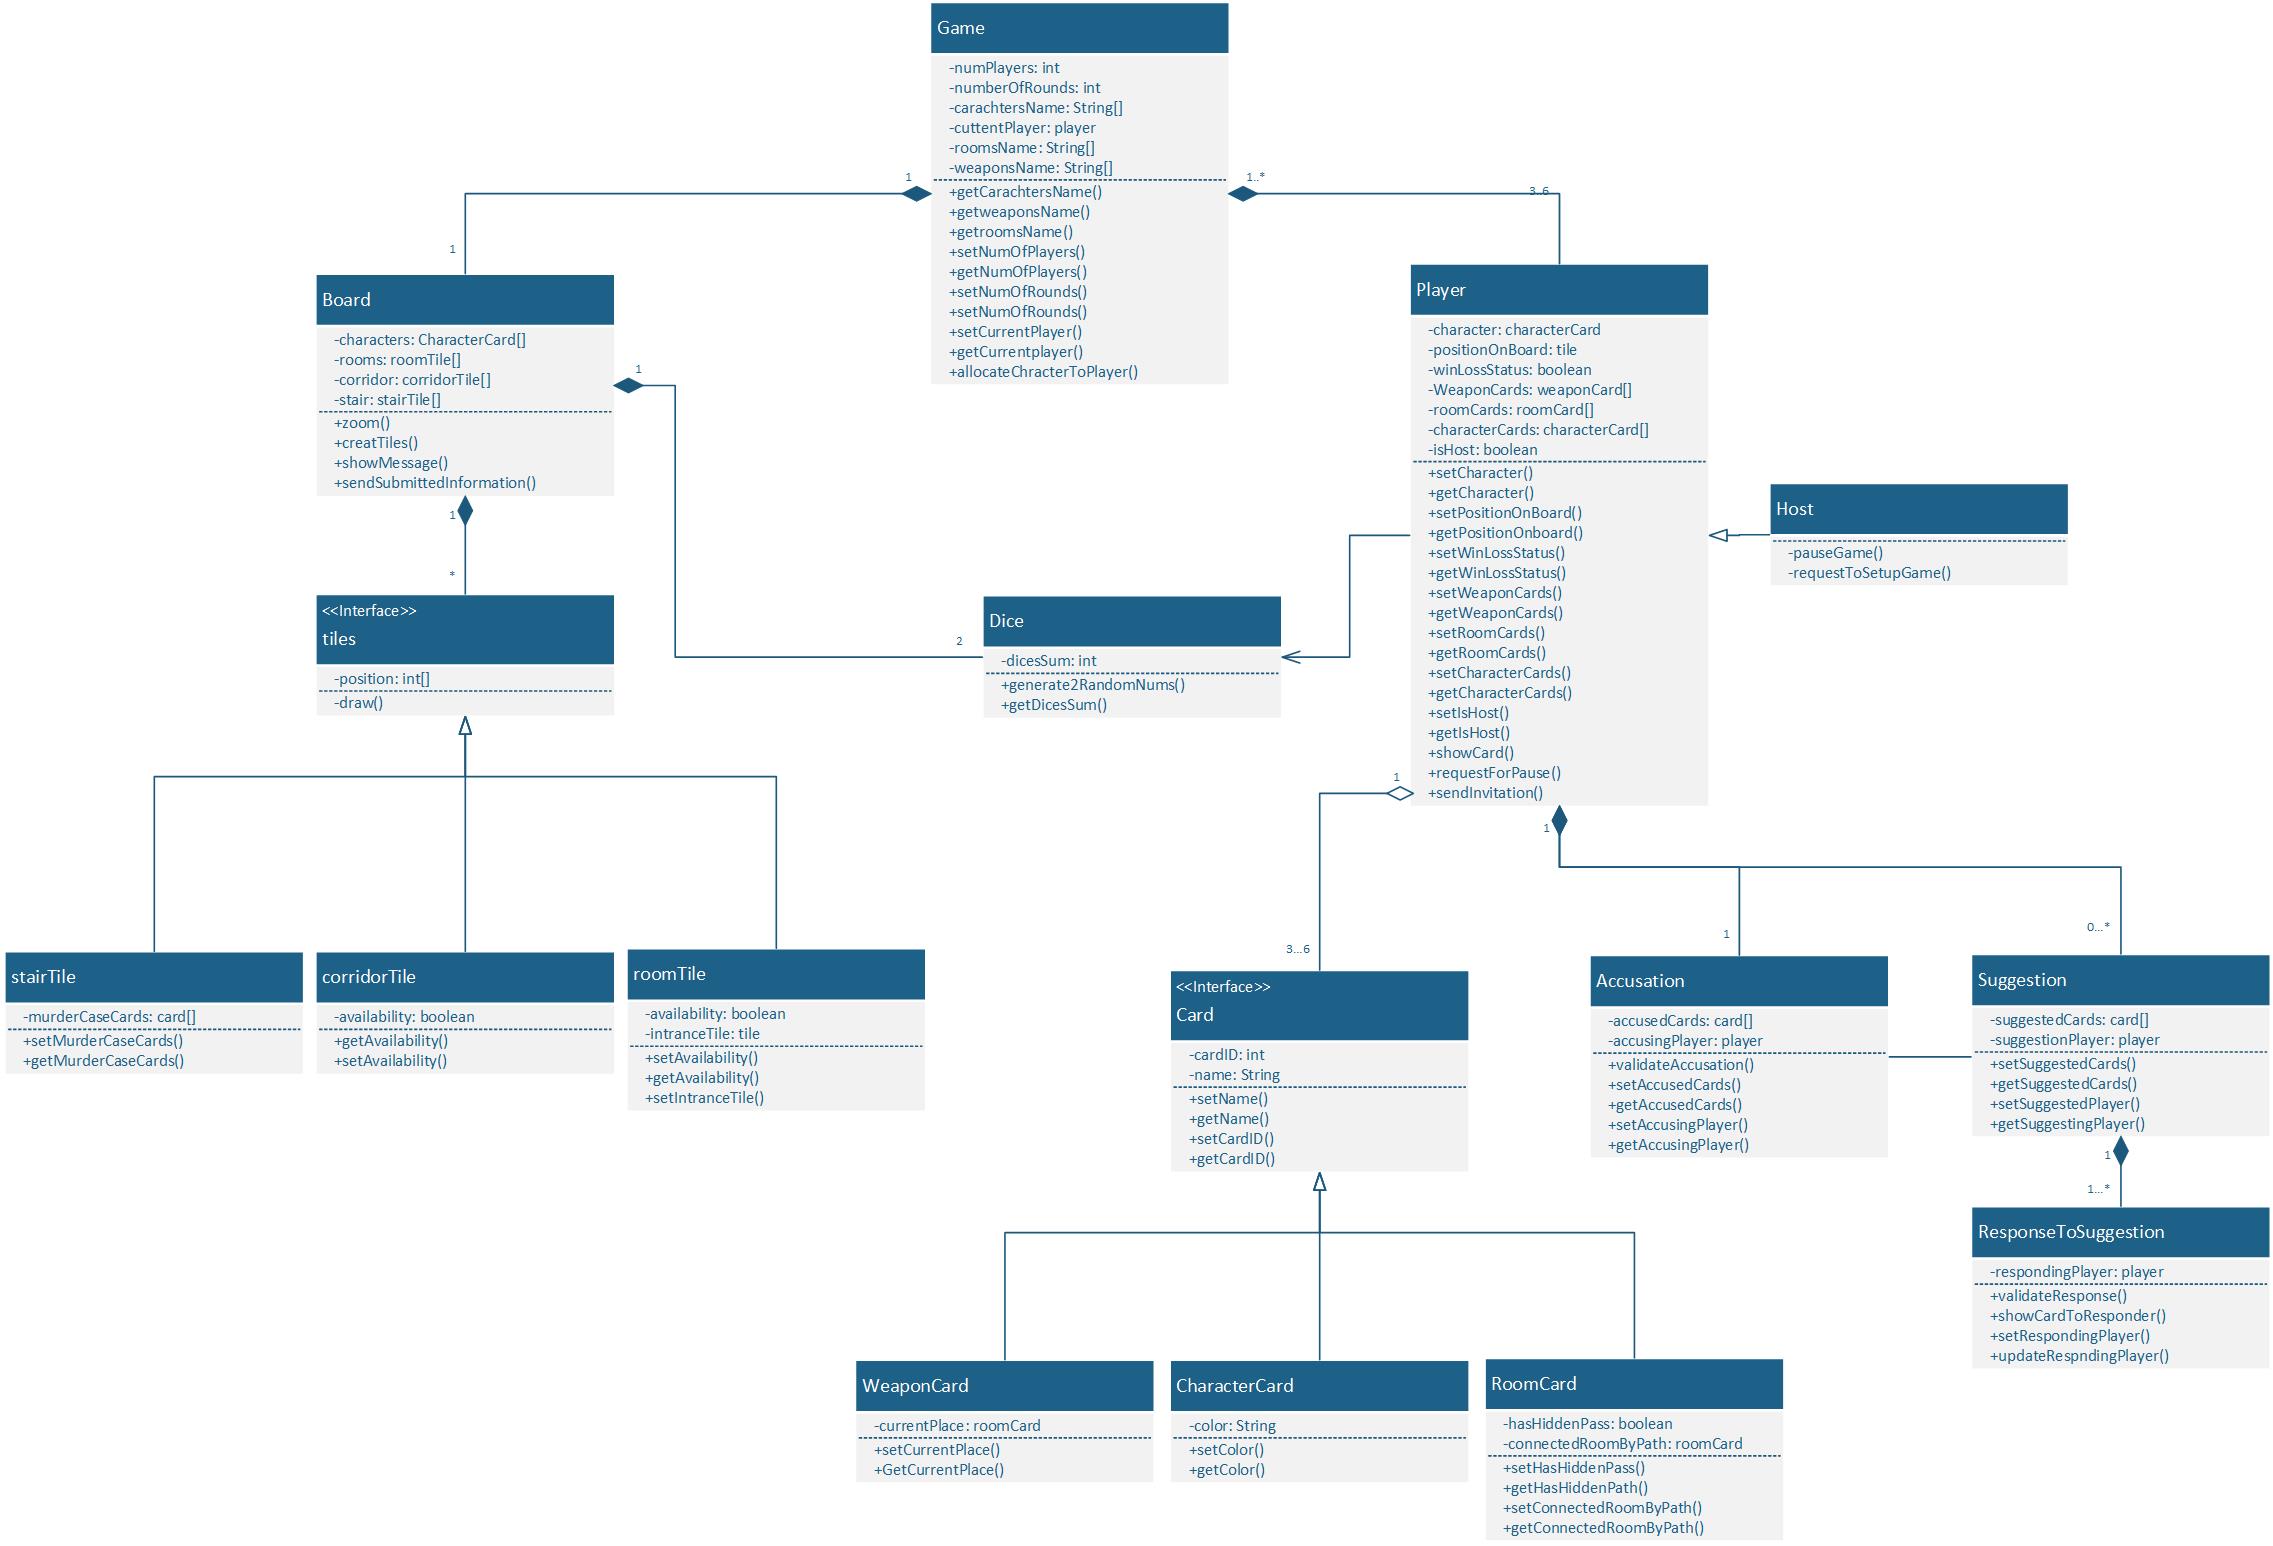 Game
-numPlayers: int
-numberOfRounds: int
-carachtersName: String[]
-cuttentPlayer: player
-roomsName: String[]
-weaponsName: String[]
+getCarachtersName()
+getweaponsName()
+getroomsName()
+setNumOfPlayers()
+getNumOfPlayers()
+setNumOfRounds()
+setNumOfRounds()
+setCurrentPlayer()
+getCurrentplayer()
+allocateChracterToPlayer()
1
1
1..*
3..6
Board
-characters: CharacterCard[]
-rooms: roomTile[]
-corridor: corridorTile[]
-stair: stairTile[]
+zoom()
+creatTiles()
+showMessage()
+sendSubmittedInformation()
1
2
1
*
Player
-character: characterCard
-positionOnBoard: tile
-winLossStatus: boolean
-WeaponCards: weaponCard[]
-roomCards: roomCard[]
-characterCards: characterCard[]
-isHost: boolean
+setCharacter()
+getCharacter()
+setPositionOnBoard()
+getPositionOnboard()
+setWinLossStatus()
+getWinLossStatus()
+setWeaponCards()
+getWeaponCards()
+setRoomCards()
+getRoomCards()
+setCharacterCards()
+getCharacterCards()
+setIsHost()
+getIsHost()
+showCard()
+requestForPause()
+sendInvitation()
Host
-pauseGame()
-requestToSetupGame()
<<Interface>>
tiles
-position: int[]
-draw()
Dice
-dicesSum: int
+generate2RandomNums()
+getDicesSum()
1
3...6
1
1
0...*
stairTile
-murderCaseCards: card[]
+setMurderCaseCards()
+getMurderCaseCards()
corridorTile
-availability: boolean
+getAvailability()
+setAvailability()
roomTile
-availability: boolean
-intranceTile: tile
+setAvailability()
+getAvailability()
+setIntranceTile()
<<Interface>>
Card
-cardID: int
-name: String
+setName()
+getName()
+setCardID()
+getCardID()
Accusation
-accusedCards: card[]
-accusingPlayer: player
+validateAccusation()
+setAccusedCards()
+getAccusedCards()
+setAccusingPlayer()
+getAccusingPlayer()
Suggestion
-suggestedCards: card[]
-suggestionPlayer: player
+setSuggestedCards()
+getSuggestedCards()
+setSuggestedPlayer()
+getSuggestingPlayer()
1
1...*
ResponseToSuggestion
-respondingPlayer: player
+validateResponse()
+showCardToResponder()
+setRespondingPlayer()
+updateRespndingPlayer()
WeaponCard
-currentPlace: roomCard
+setCurrentPlace()
+GetCurrentPlace()
CharacterCard
-color: String
+setColor()
+getColor()
RoomCard
-hasHiddenPass: boolean
-connectedRoomByPath: roomCard
+setHasHiddenPass()
+getHasHiddenPath()
+setConnectedRoomByPath()
+getConnectedRoomByPath()